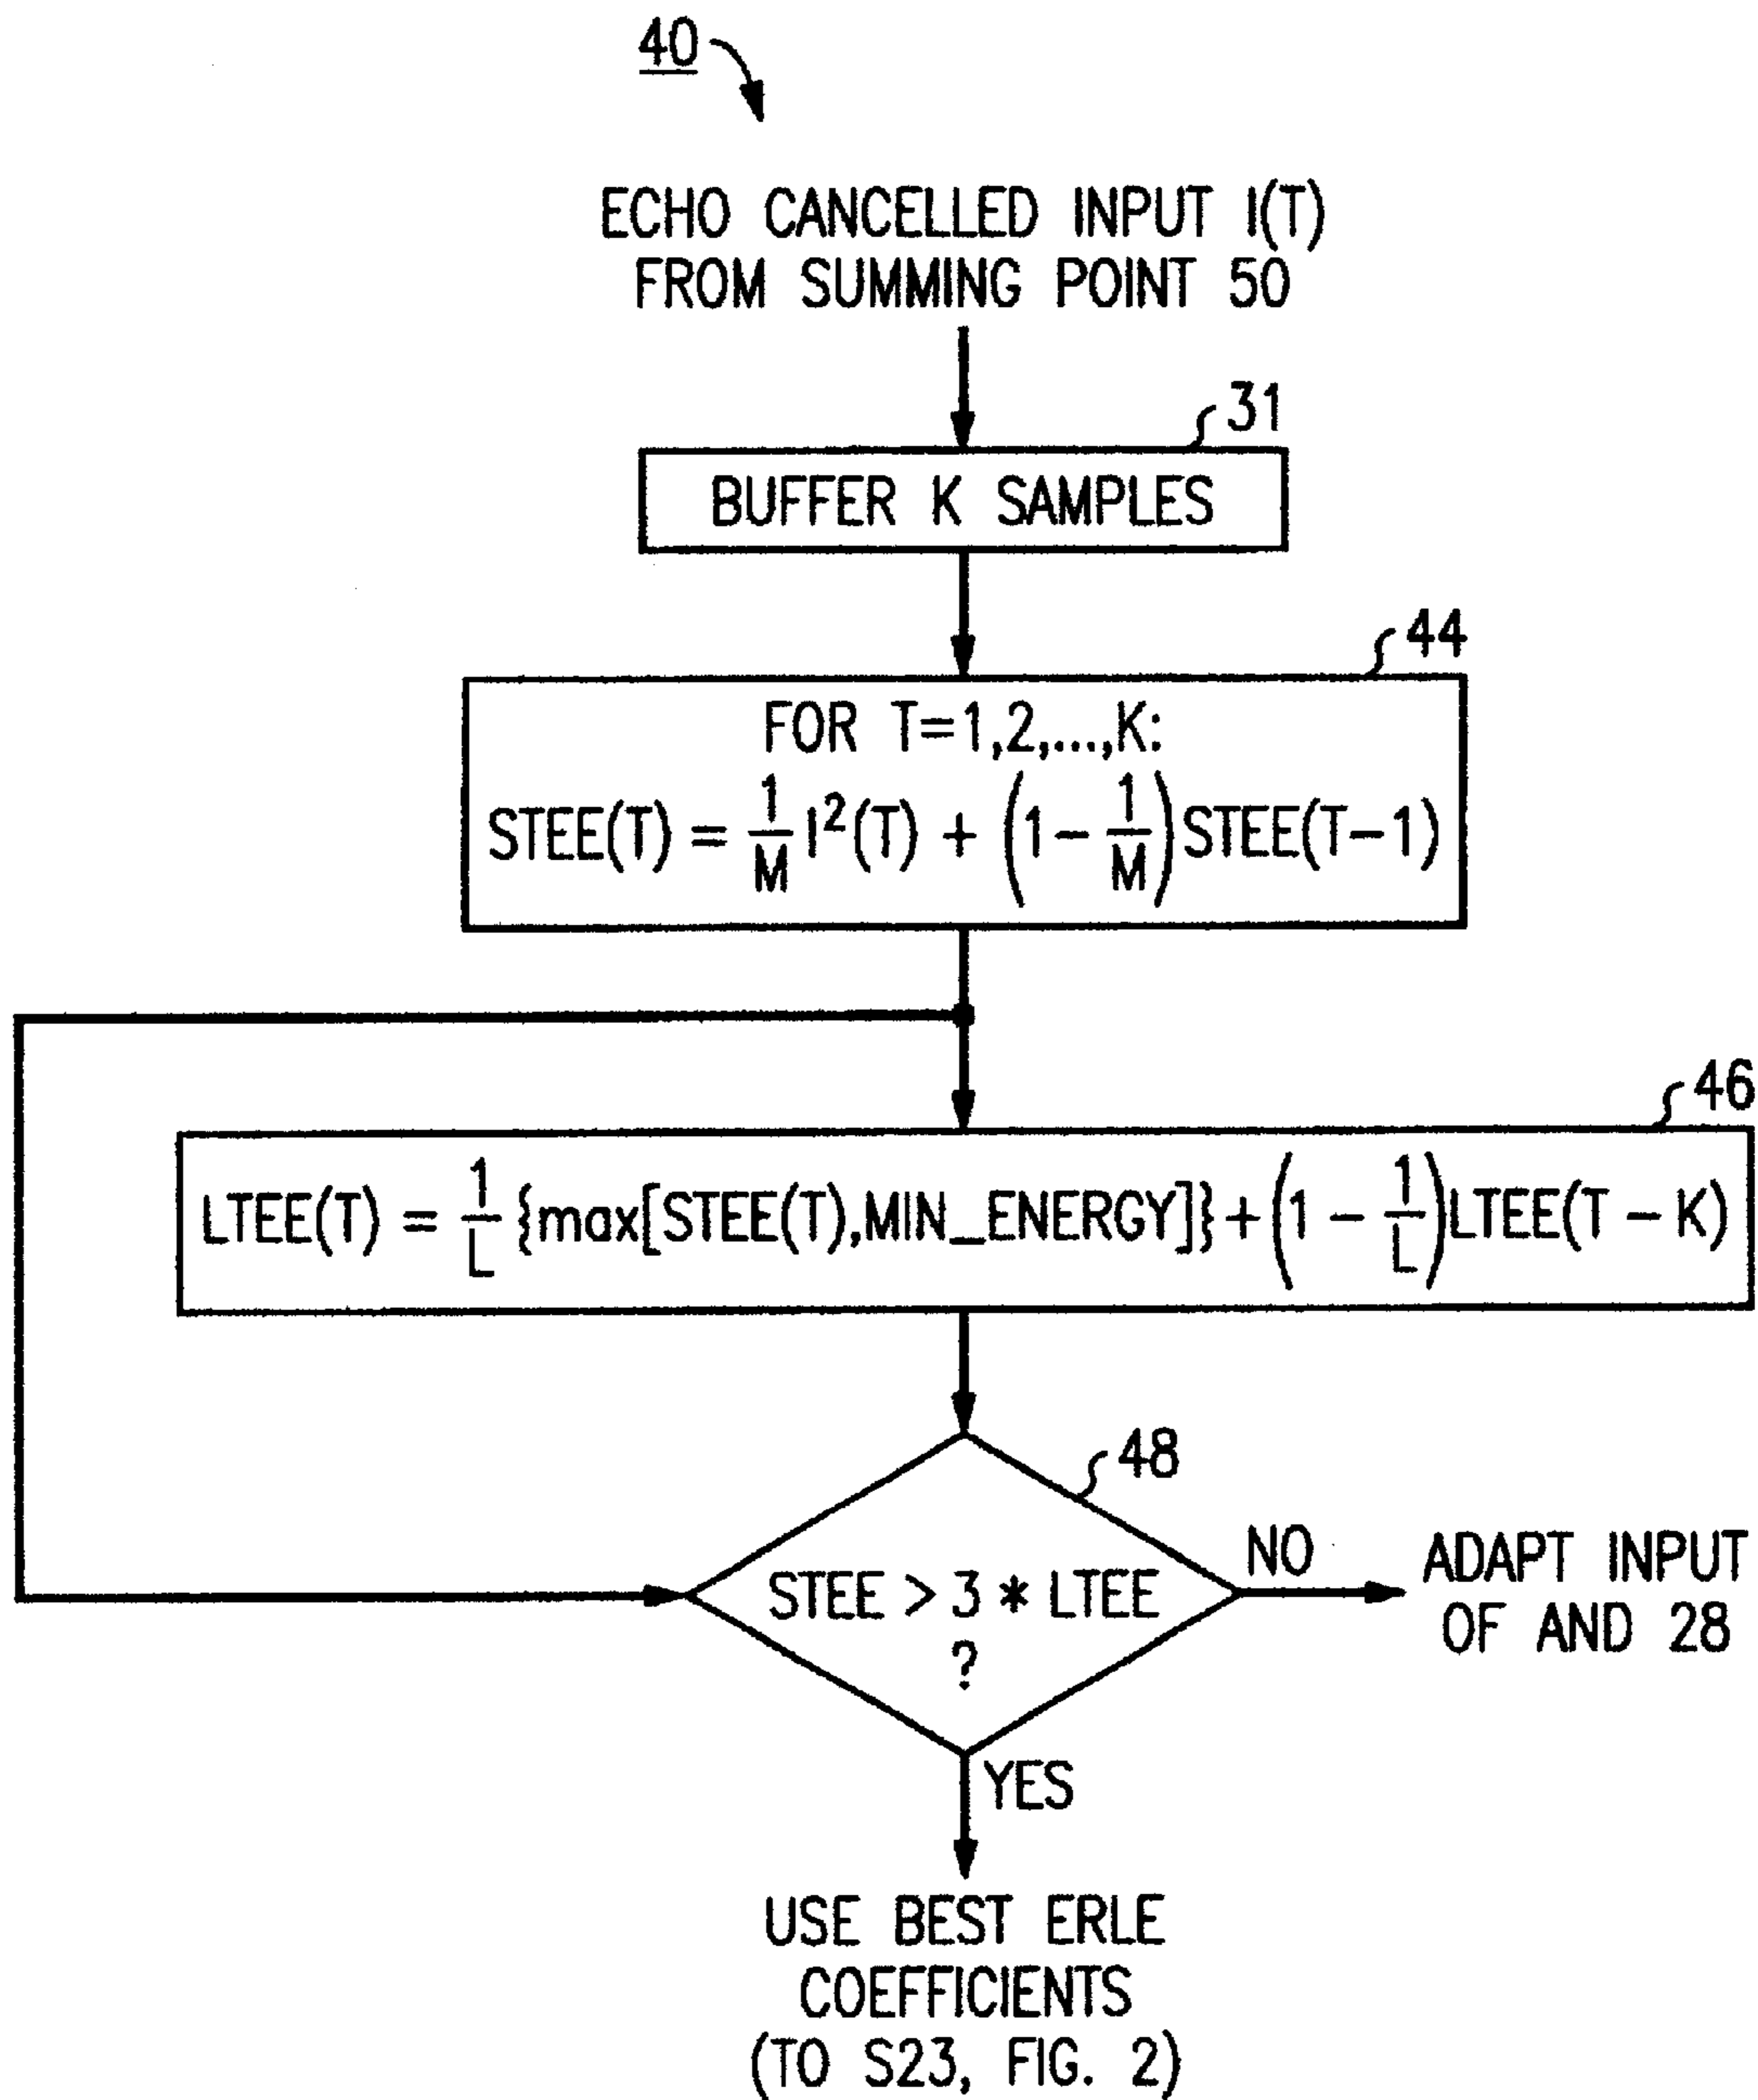 40
ECHO CANCELLED INPUT I(T)
FROM SUMMING POINT 50
31
BUFFER K SAMPLES
44
FOR T=1,2,...,K:
STEE(T) = 1/M I²(T) + (1 - 1/M)STEE(T-1)
46
LTEE(T) = 1/L {max[STEE(T),MIN_ENERGY]} + (1 - 1/L)LTEE(T - K)
48
STEE > 3 * LTEE
?
NO
ADAPT INPUT
OF AND 28
YES
USE BEST ERLE
COEFFICIENTS
(TO S23, FIG. 2)